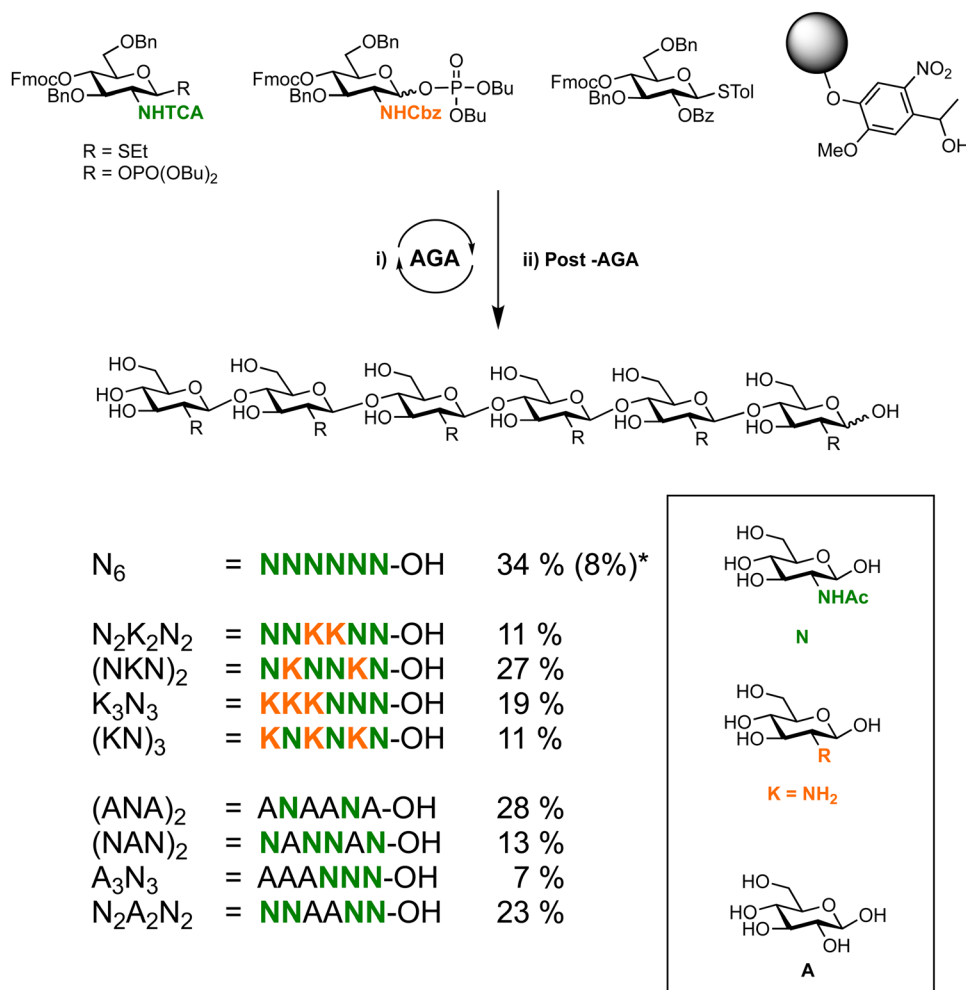 OBn
FmocO
O
R
BnO
NHTCA
R = SEt
R = OPO(OBu)2
OBn
FmocO
O
O
P
O
OBu
BnO
NHCbz
OBu
OBn
FmocO
O
STol
BnO
OBz
O
NO2
MeO
OH
i) AGA ii) Post -AGA
HO HO HO HO HO HO
O O O O O O O O O O O OH
HO
HO HO HO HO HO HO
R R R R R R
N6 = NNNNNN-OH 34 % (8%)*
N2K2N2 = NNKKNN-OH 11 %
(NKN)2 = NKNNKN-OH 27 %
K3N3 = KKKNNN-OH 19 %
(KN)3 = KNKNKN-OH 11 %
(ANA)2 = ANAANA-OH 28 %
(NAN)2 = NANNAN-OH 13 %
A3N3 = AAANNN-OH 7 %
N2A2N2 = NNAANN-OH 23 %
HO
HO O OH
HO
NHAc
N
HO
HO O OH
HO
R
K = NH2
HO
HO O OH
HO
OH
A